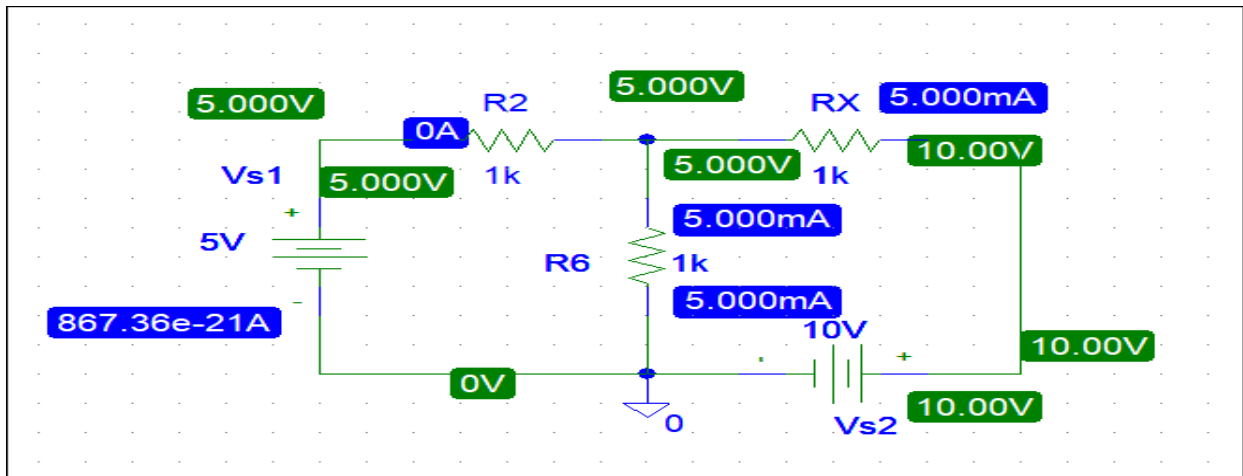 5.000V
R2
5.000V
RX
5.000mA
0A
10.00V
Vs1
5.000V
1k
5.000V
1k
+
5.000mA
5V
R6
1k
-
5.000mA
867.36e-21A
10V
- +
10.00V
0V
10.00V
0
Vs2